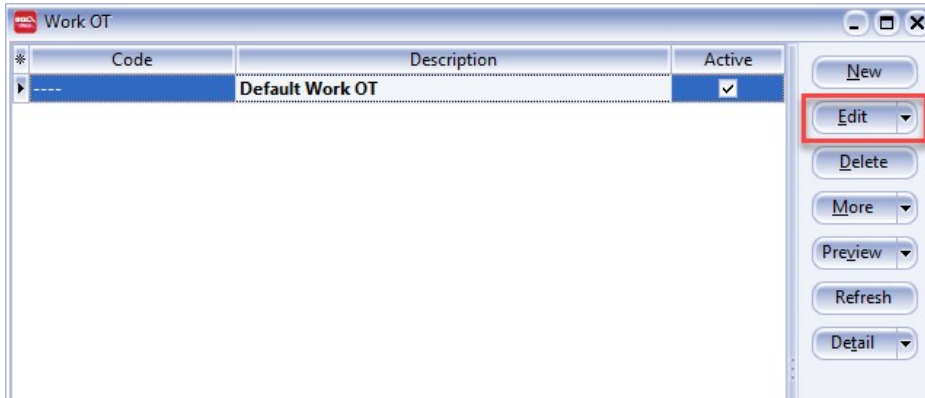 Work OT
Code Description Active
---- Default Work OT
New
Edit
Delete
More
Preview
Refresh
Detail